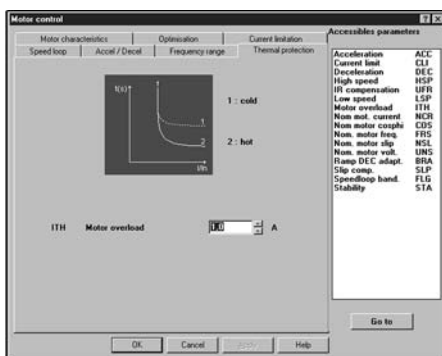 Motor control
Motor characteristics
Optimisation
Current limitation
Speed loop
Accel / Decel
Frequency range
Thermal protection
t(s)
1
2
I/In
1 : cold
2 : hot
ITH Motor overload 1.0 A
OK
Cancel
Apply
Help
Accessibles parameters
Acceleration ACC
Current limit CLI
Deceleration DEC
High speed HSP
IR compensation UFR
Low speed LSP
Motor overload ITH
Nom mot. current NCR
Nom motor cosphi COS
Nom. motor freq. FRS
Nom. motor slip NSL
Nom. motor volt. UNS
Ramp DEC adapt. BRA
Slip comp. SLP
Speedloop band. FLG
Stability STA
Go to